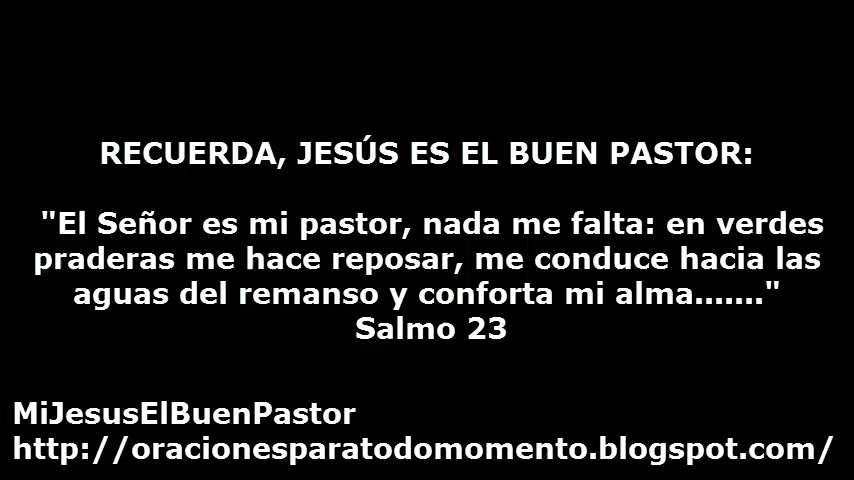 RECUERDA, JESÚS ES EL BUEN PASTOR:
"El Señor es mi pastor, nada me falta: en verdes
praderas me hace reposar, me conduce hacia las
aguas del remanso y conforta mi alma......."
Salmo 23
MiJesusElBuenPastor
http://oracionesparatodomomento.blogspot.com/